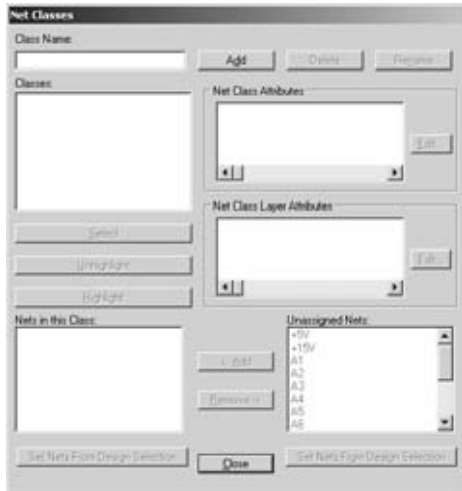 Net Classes
Class Name:
Add
Delete
Rename
Classes:
Net Class Attributes
Edit...
Select
Unhighlight
Highlight
Net Class Layer Attributes
Edit...
Nets in this Class:
Unassigned Nets:
+5V
+15V
A1
A2
A3
A4
A5
A6
< Add
Remove >
Set Nets From Design Selection
Close
Set Nets From Design Selection